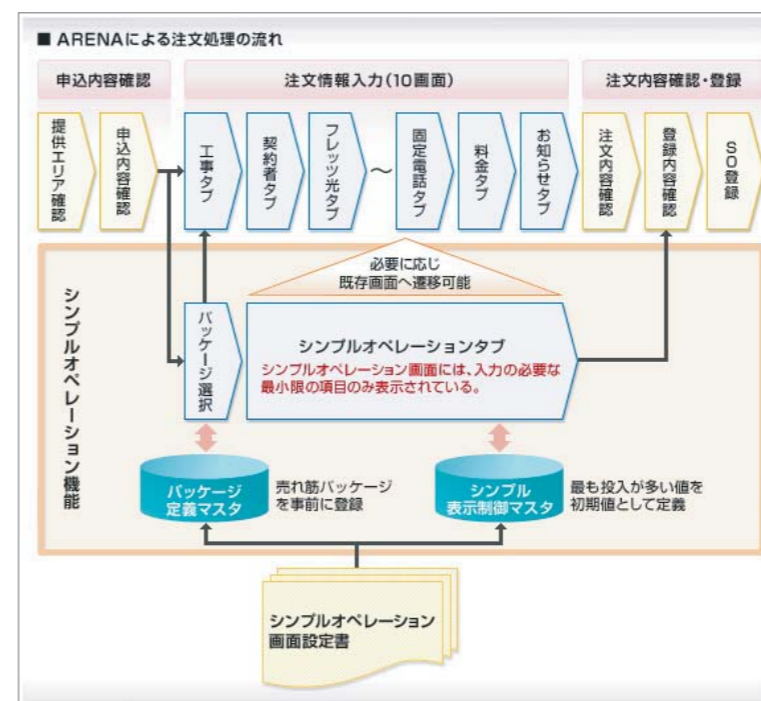 ■ ARENAによる注文処理の流れ
申込内容確認
注文情報入力(10画面)
注文内容確認・登録
提供エリア確認
申込内容確認
工事タブ
契約者タブ
フレッツ光タブ
～
固定電話タブ
料金タブ
お知らせタブ
注文内容確認
登録内容確認
SO登録
必要に応じ
既存画面へ遷移可能
シンプルオペレーション機能
パッケージ選択
シンプルオペレーションタブ
シンプルオペレーション画面には、入力の必要な
最小限の項目のみ表示されている。
パッケージ
定義マスタ
売れ筋パッケージ
を事前に登録
シンプル
表示制御マスタ
最も投入が多い値を
初期値として定義
シンプルオペレーション
画面設定書